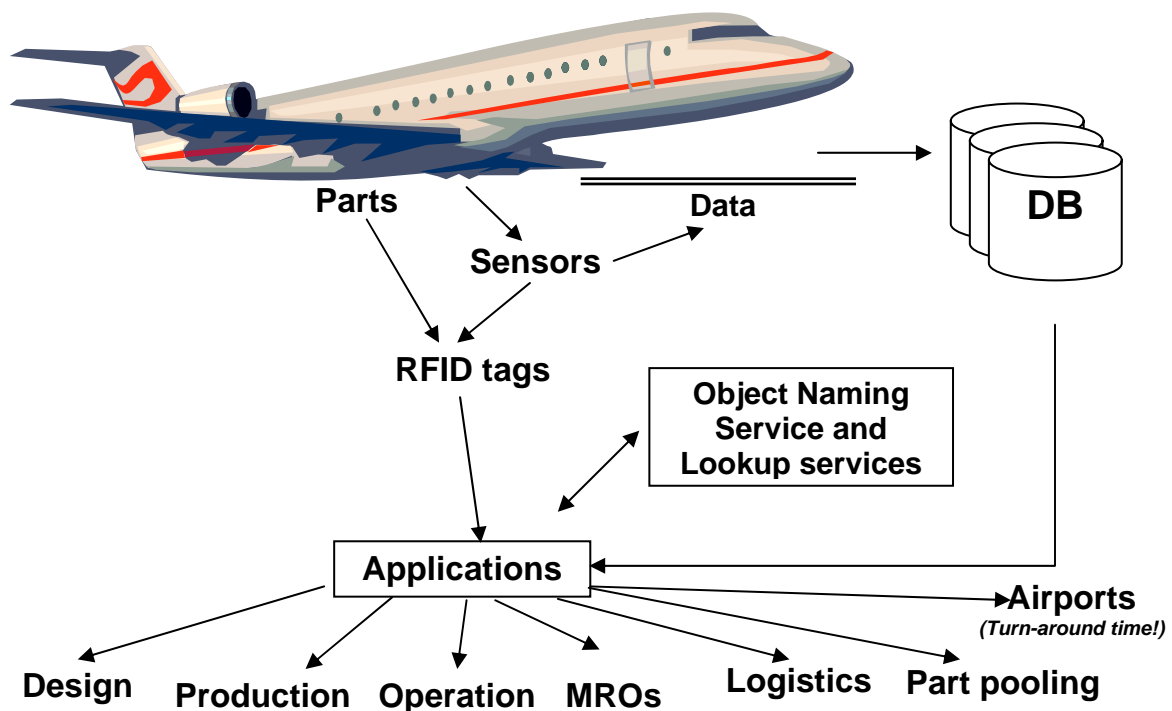 Parts
Data
DB
Sensors
RFID tags
Object Naming
Service and
Lookup services
Applications
Airports
(Turn-around time!)
Design
Production
Operation
MROs
Logistics
Part pooling